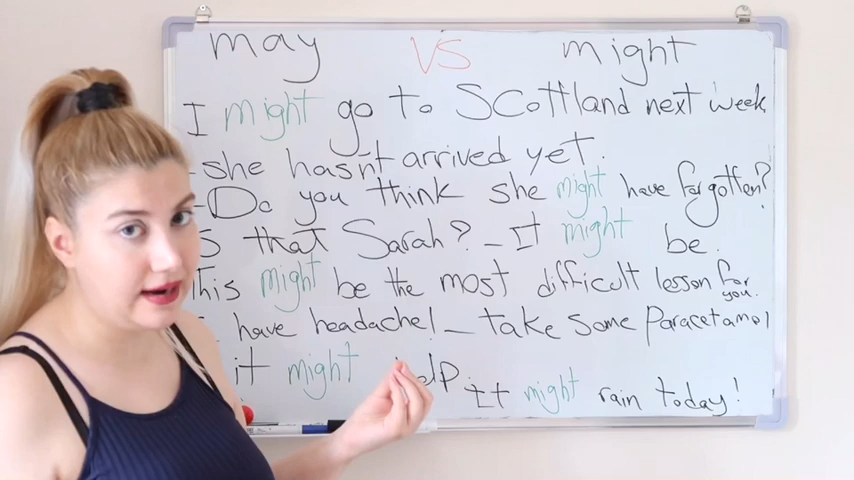 may VS might
I might go to Scottland next week
- she hasn't arrived yet.
- Do you think she might have forgotten?
that Sarah? - It might be.
This might be the most difficult lesson for you.
have headache! - take some Paracetamol
it might help. it might rain today!